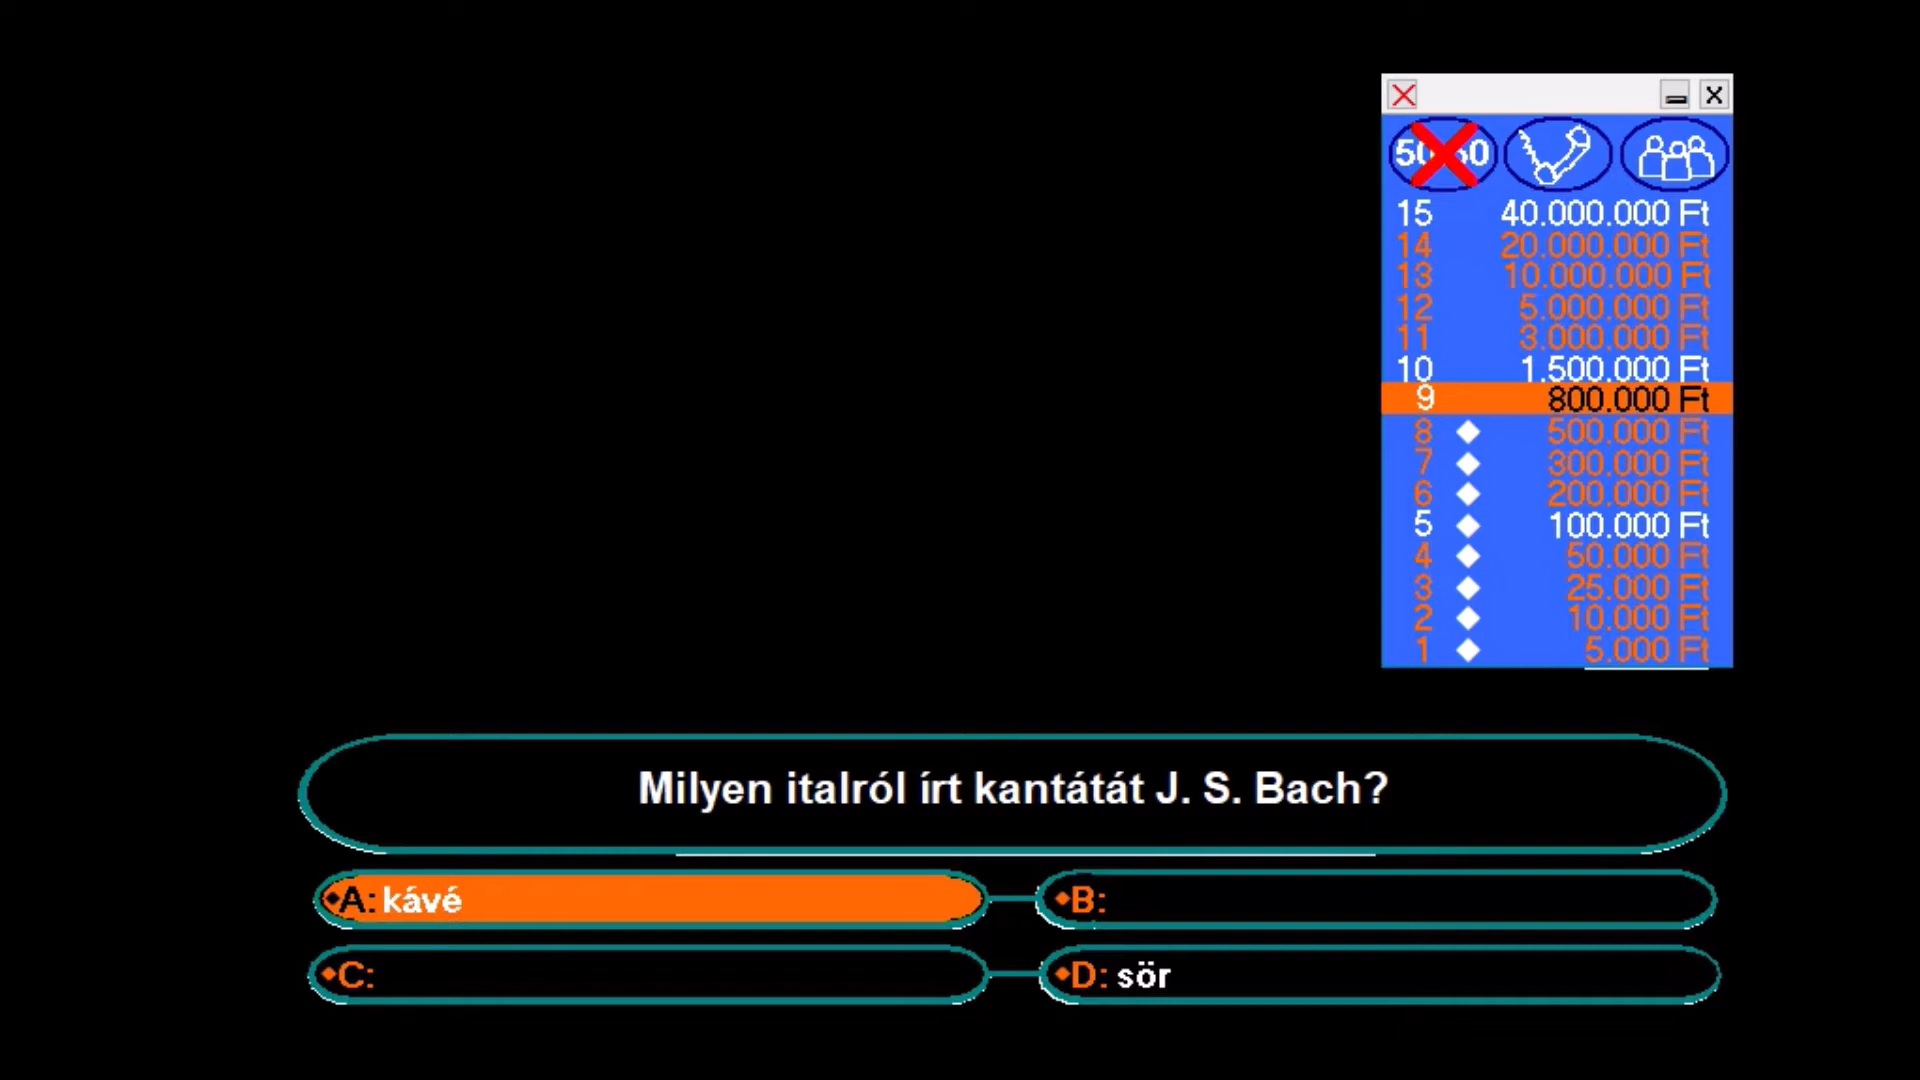 50:50
15 40.000.000 Ft
14 20.000.000 Ft
13 10.000.000 Ft
12 5.000.000 Ft
11 3.000.000 Ft
10 1.500.000 Ft
9 800.000 Ft
8 500.000 Ft
7 300.000 Ft
6 200.000 Ft
5 100.000 Ft
4 50.000 Ft
3 25.000 Ft
2 10.000 Ft
1 5.000 Ft
Milyen italról írt kantátát J. S. Bach?
A: kávé
B:
C:
D: sör